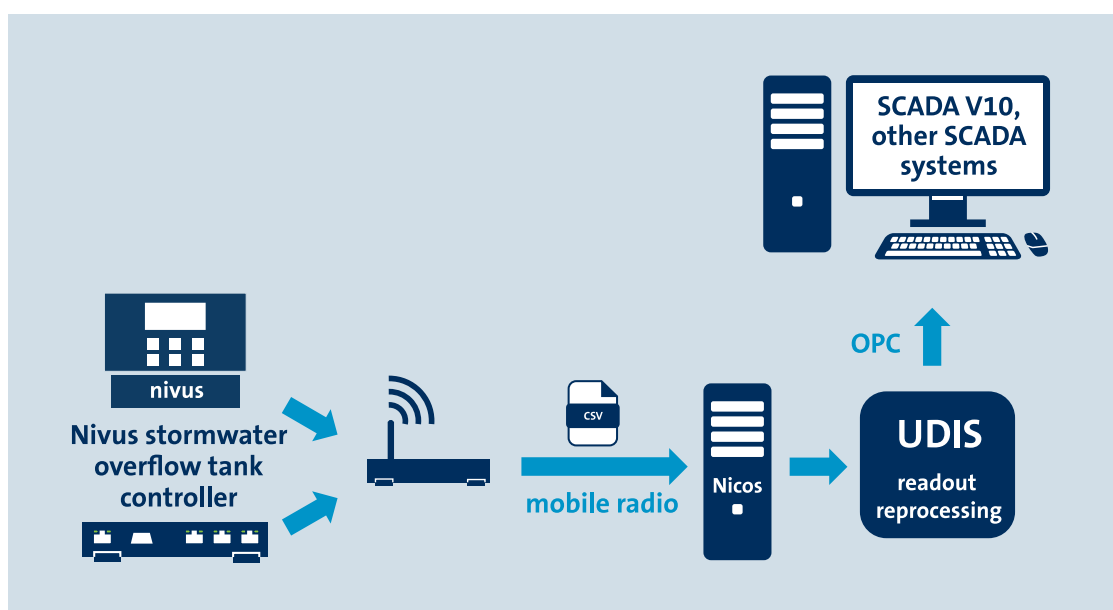 SCADA V10,
other SCADA
systems
OPC
nivus
Nivus stormwater
overflow tank
controller
CSV
mobile radio
Nicos
UDIS
readout
reprocessing